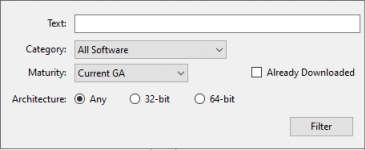 Text:
Category: All Software
Maturity: Current GA Already Downloaded
Architecture: Any 32-bit 64-bit
Filter